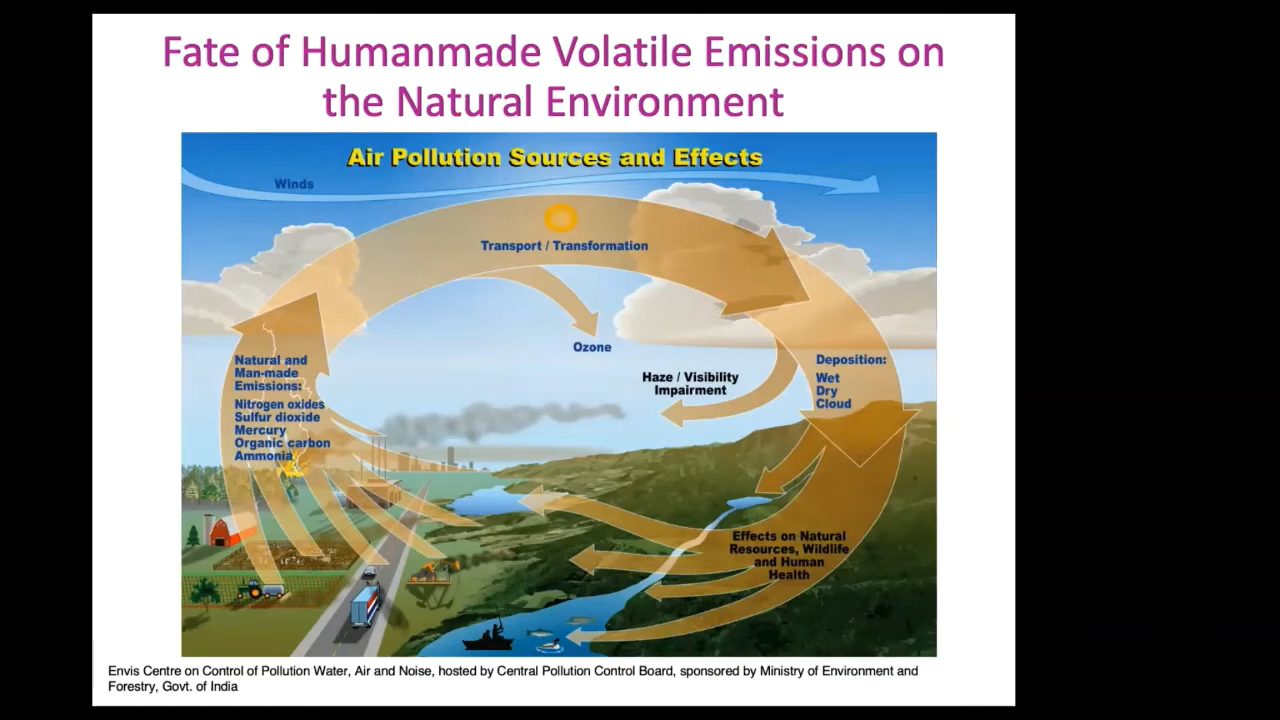 Fate of Humanmade Volatile Emissions on
the Natural Environment
Air Pollution Sources and Effects
Winds
Transport / Transformation
Ozone
Haze / Visibility
Impairment
Natural and
Man-made
Emissions:
Nitrogen oxides
Sulfur dioxide
Mercury
Organic carbon
Ammonia
Deposition:
Wet
Dry
Cloud
Effects on Natural
Resources, Wildlife
and Human
Health
Envis Centre on Control of Pollution Water, Air and Noise, hosted by Central Pollution Control Board, sponsored by Ministry of Environment and
Forestry, Govt. of India